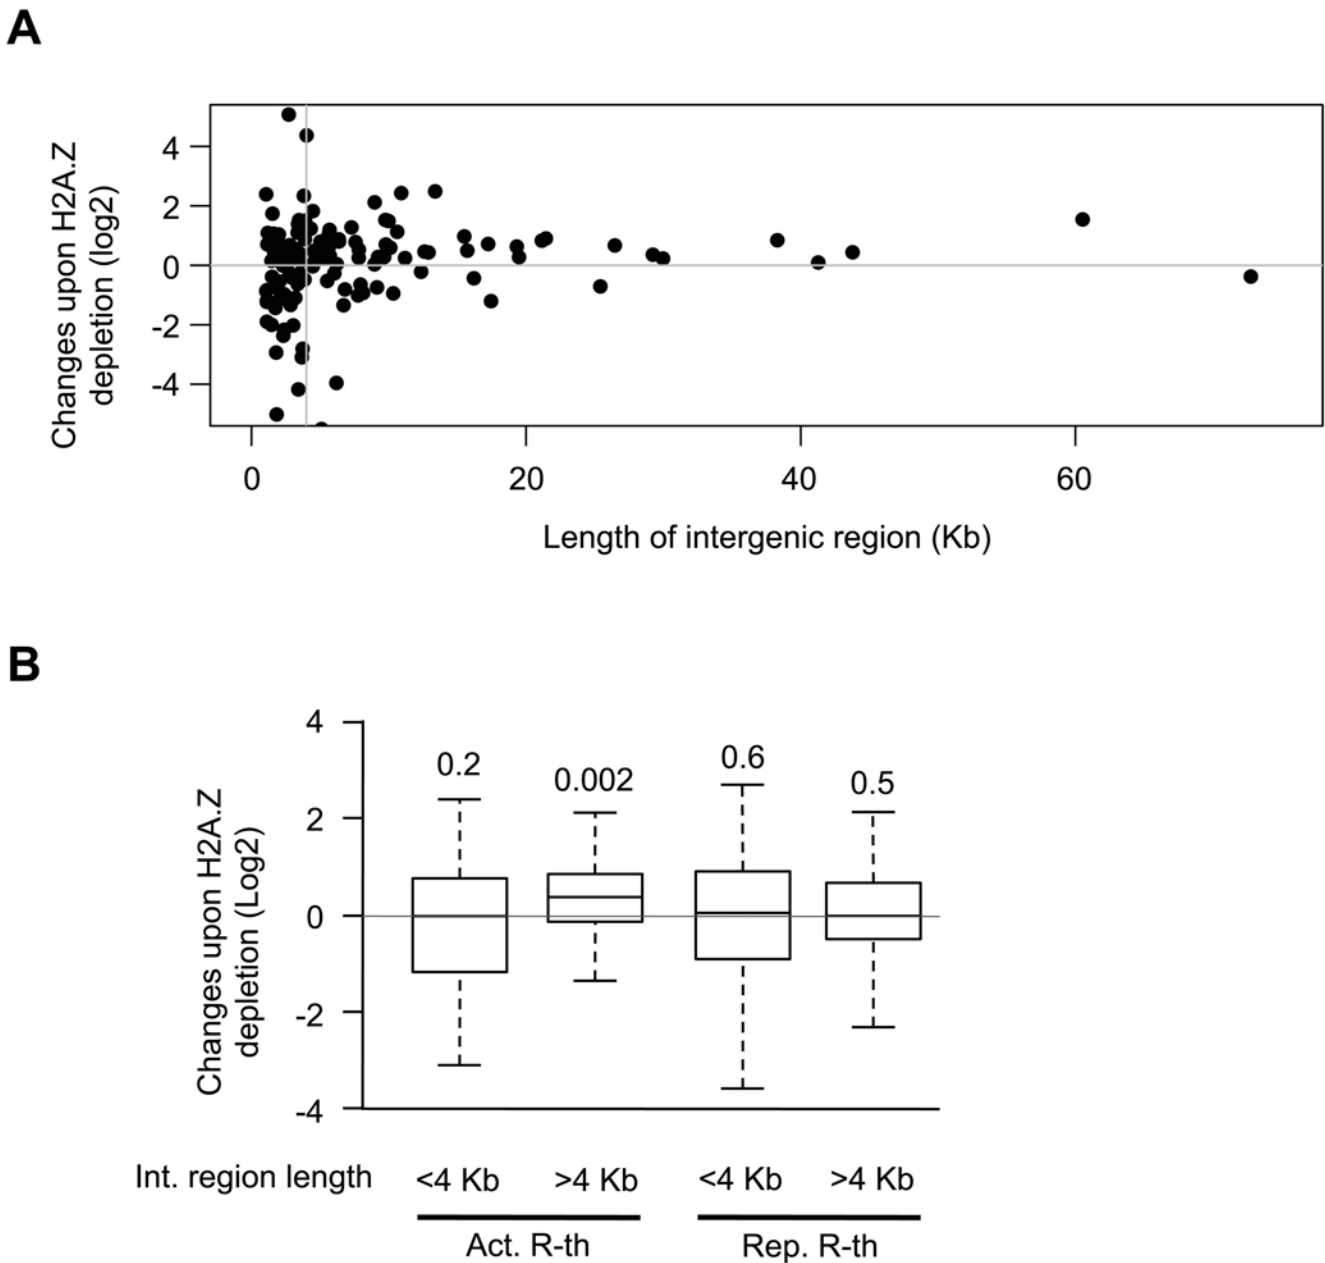 A
Changes upon H2A.Z
depletion (log2)
4
2
0
-2
-4
0 20 40 60
Length of intergenic region (Kb)
B
Changes upon H2A.Z
depletion (Log2)
4
2
0
-2
-4
0.2 0.002 0.6 0.5
Int. region length <4 Kb >4 Kb <4 Kb >4 Kb
Act. R-th Rep. R-th